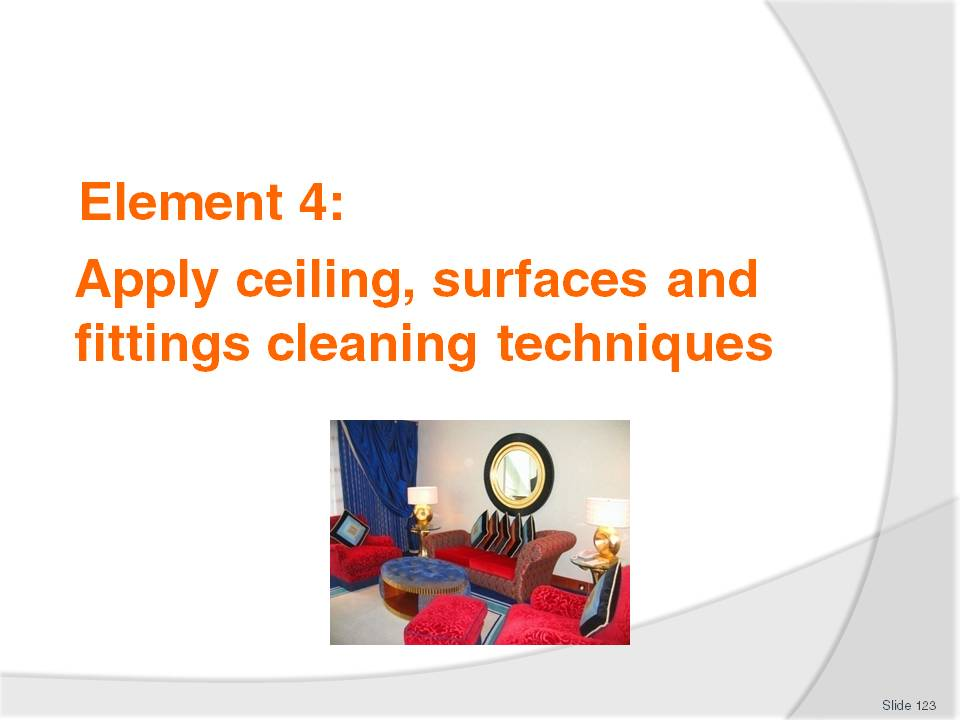 Element 4:
Apply ceiling, surfaces and
fittings cleaning techniques
Slide 123